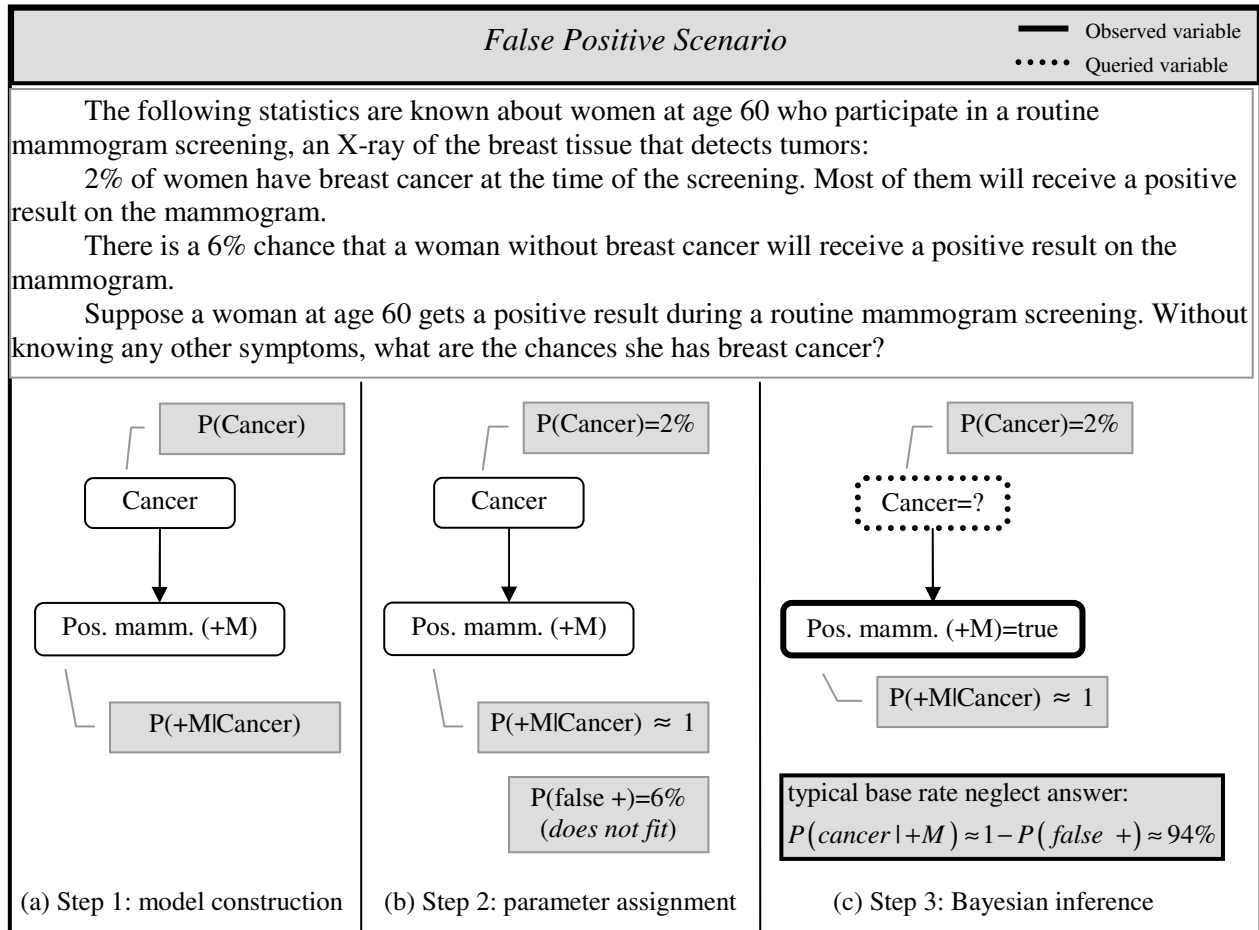 False Positive Scenario
Observed variable
Queried variable
The following statistics are known about women at age 60 who participate in a routine
mammogram screening, an X-ray of the breast tissue that detects tumors:
2% of women have breast cancer at the time of the screening. Most of them will receive a positive
result on the mammogram.
There is a 6% chance that a woman without breast cancer will receive a positive result on the
mammogram.
Suppose a woman at age 60 gets a positive result during a routine mammogram screening. Without
knowing any other symptoms, what are the chances she has breast cancer?
P(Cancer)
Cancer
Pos. mamm. (+M)
P(+M|Cancer)
(a) Step 1: model construction
P(Cancer)=2%
Cancer
Pos. mamm. (+M)
P(+M|Cancer) ≈ 1
P(false +)=6%
(does not fit)
(b) Step 2: parameter assignment
P(Cancer)=2%
Cancer=?
Pos. mamm. (+M)=true
P(+M|Cancer) ≈ 1
typical base rate neglect answer:
P(cancer | +M) ≈ 1 − P(false +) ≈ 94%
(c) Step 3: Bayesian inference